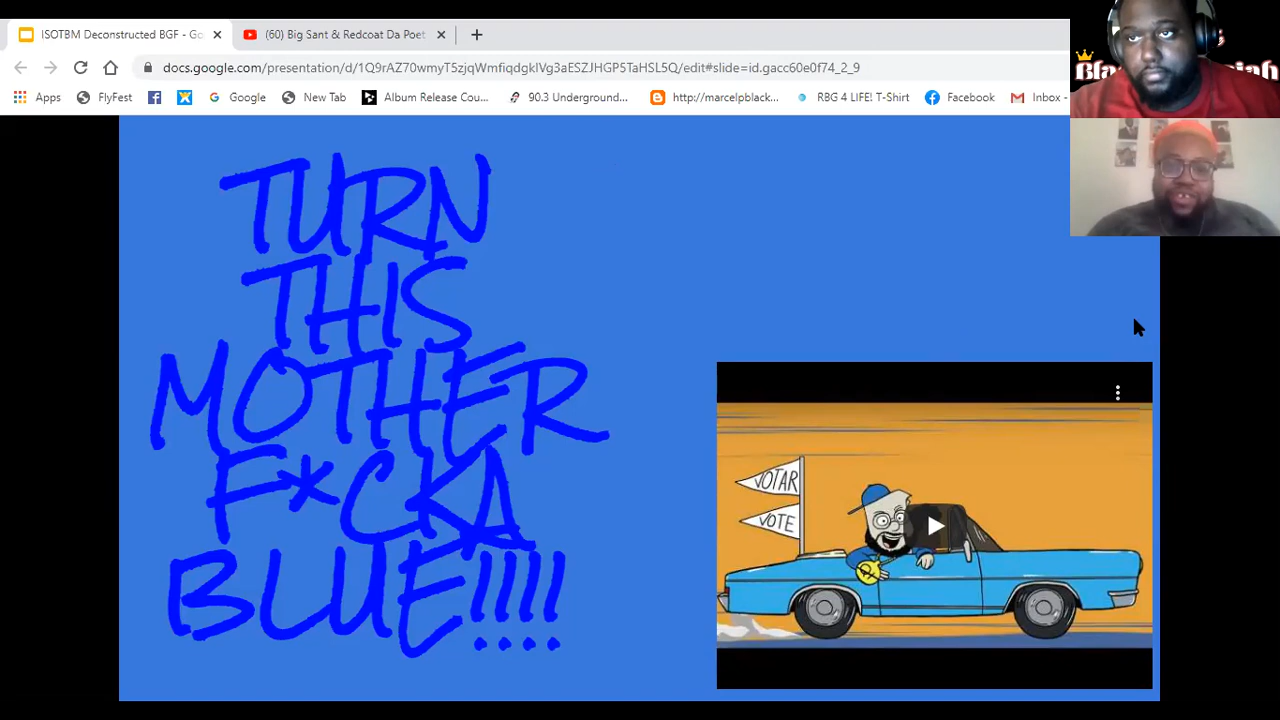 ISOTBM Deconstructed BGF - Go
(60) Big Sant & Redcoat Da Poet
docs.google.com/presentation/d/1Q1fAZ70wmyT5zjqWmfiqdgkIVg3aESZJHGP5TaHSL5Q/edit#slide=id.gacc60e0f74_2_9
Apps
FlyFest
Google
New Tab
Album Release Cou...
90.3 Underground...
http://marcelpblack...
RBG 4 LIFE! T-Shirt
Facebook
Inbox -
TURN
THIS
MOTHER
F*CKA
BLUE!!!!
VOTAR
VOTE